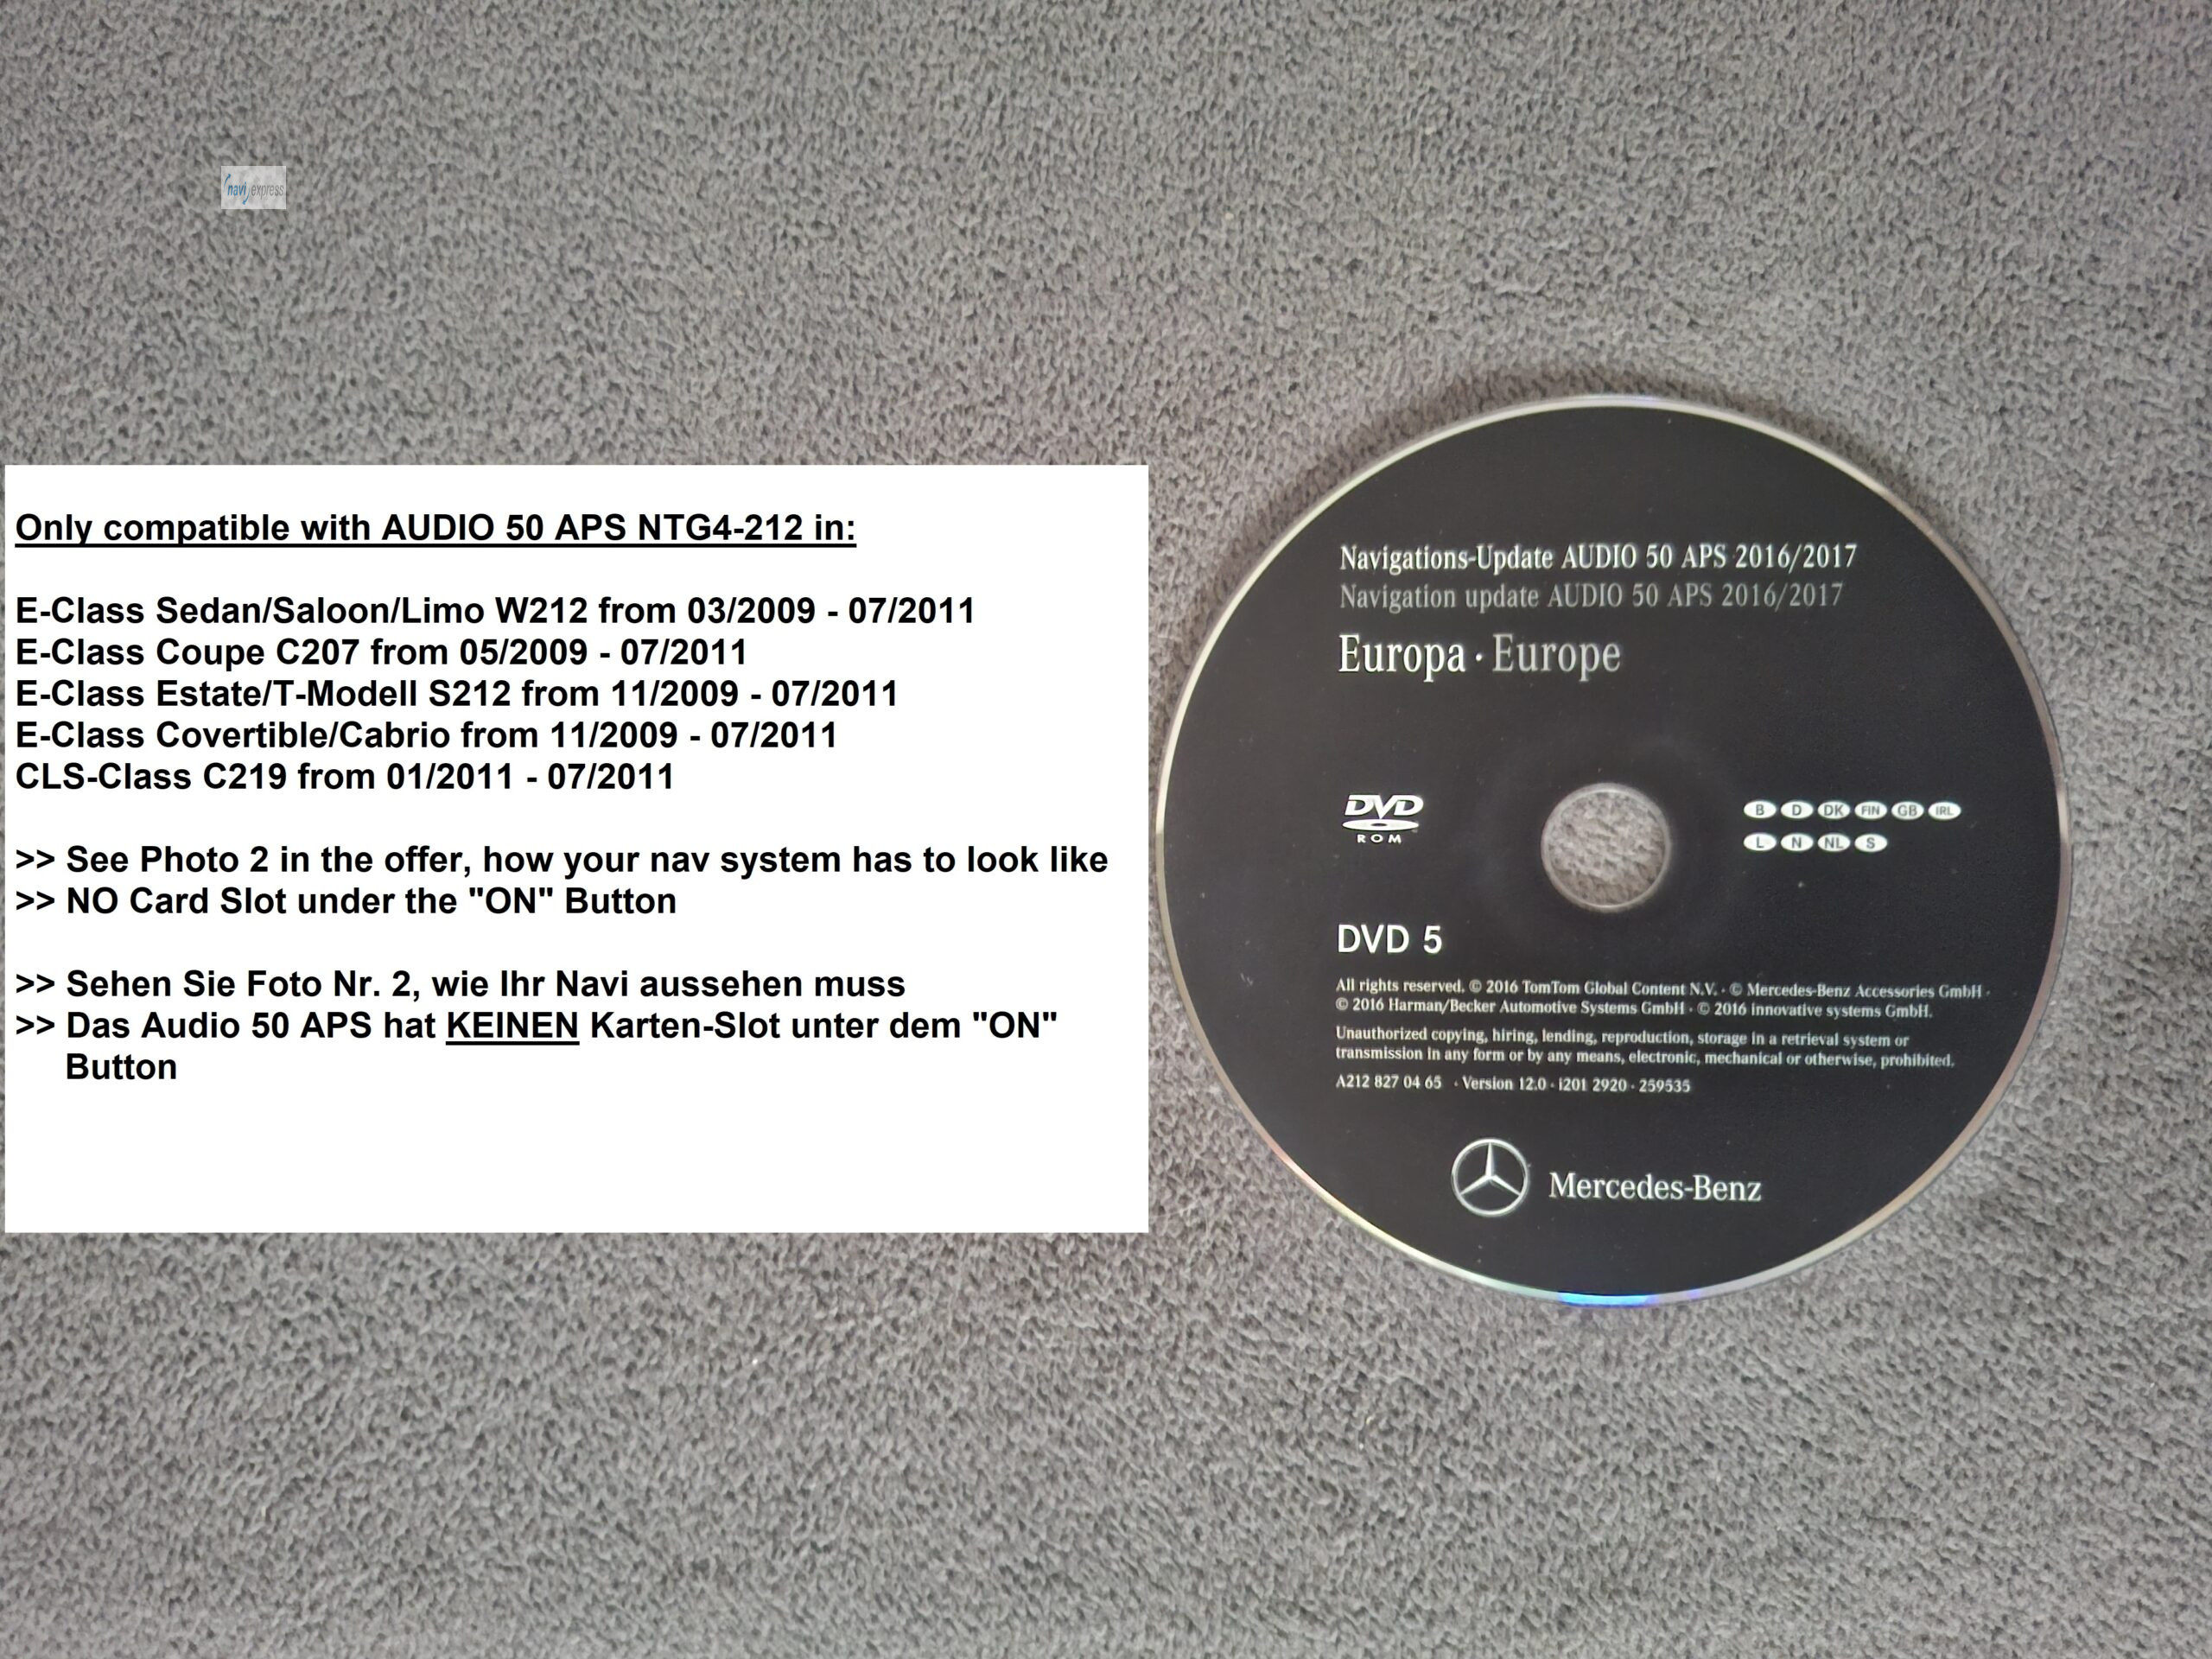 navi express
Only compatible with AUDIO 50 APS NTG4-212 in:
E-Class Sedan/Saloon/Limo W212 from 03/2009 - 07/2011
E-Class Coupe C207 from 05/2009 - 07/2011
E-Class Estate/T-Modell S212 from 11/2009 - 07/2011
E-Class Covertible/Cabrio from 11/2009 - 07/2011
CLS-Class C219 from 01/2011 - 07/2011
>> See Photo 2 in the offer, how your nav system has to look like
>> NO Card Slot under the "ON" Button
>> Sehen Sie Foto Nr. 2, wie Ihr Navi aussehen muss
>> Das Audio 50 APS hat KEINEN Karten-Slot unter dem "ON"
Button
Navigations-Update AUDIO 50 APS 2016/2017
Navigation update AUDIO 50 APS 2016/2017
Europa · Europe
DVD
ROM
B D DK FIN GB IRL
L N NL S
DVD 5
All rights reserved. © 2016 TomTom Global Content N.V. · © Mercedes-Benz Accessories GmbH ·
© 2016 Harman/Becker Automotive Systems GmbH · © 2016 innovative systems GmbH.
Unauthorized copying, hiring, lending, reproduction, storage in a retrieval system or
transmission in any form or by any means, electronic, mechanical or otherwise, prohibited.
A212 827 04 65 · Version 12.0 · i201 2920 · 259535
Mercedes-Benz